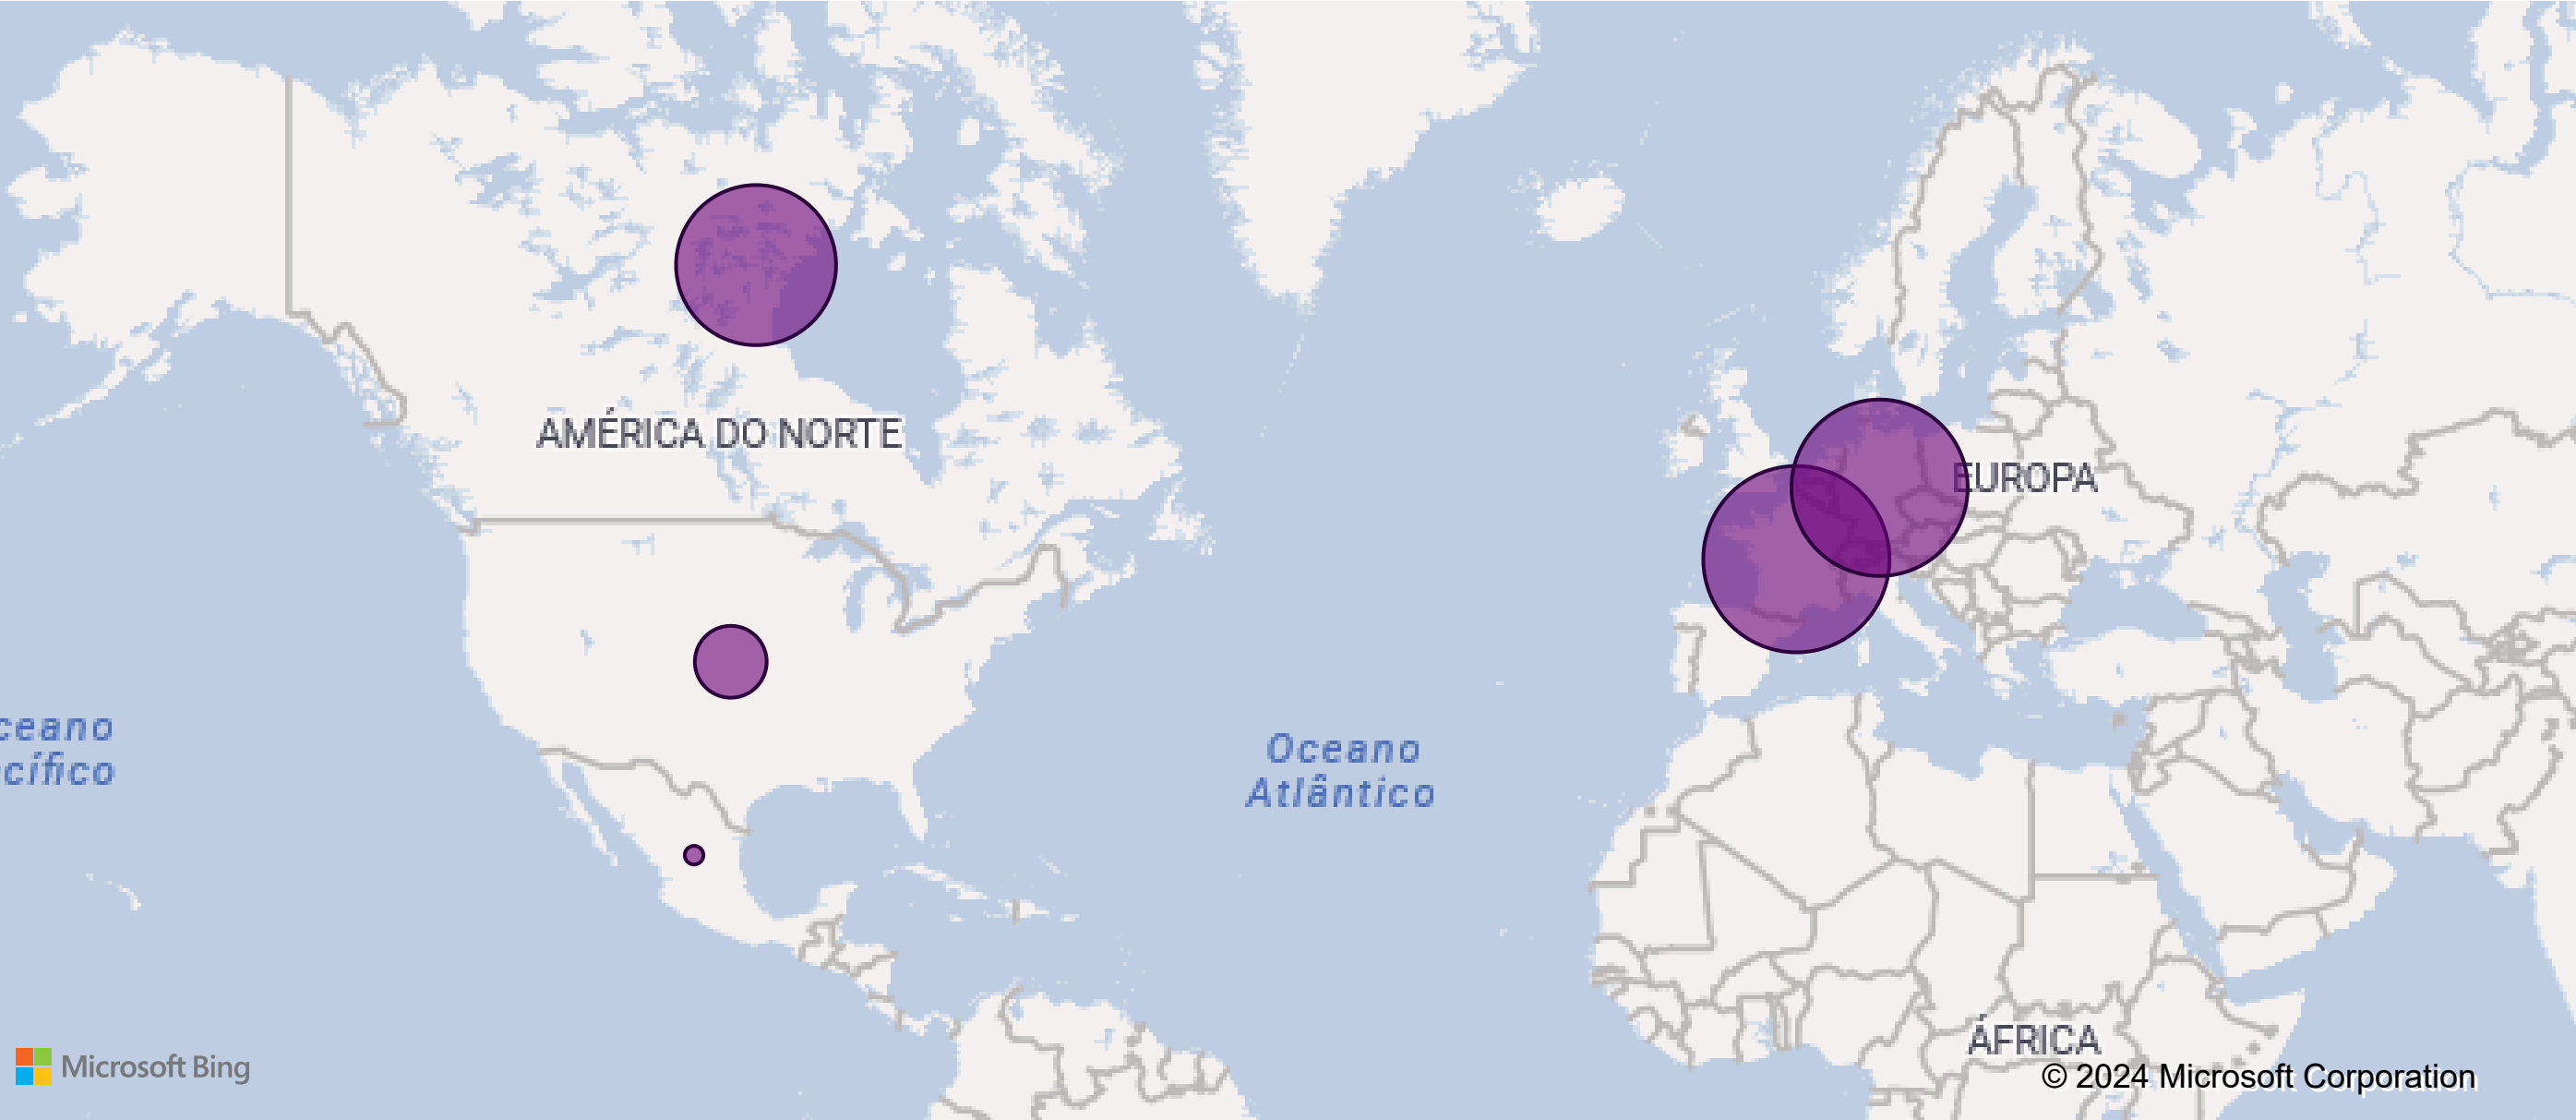 AMÉRICA DO NORTE
EUROPA
ceano
cífico
Oceano
Atlântico
ÁFRICA
Microsoft Bing
© 2024 Microsoft Corporation